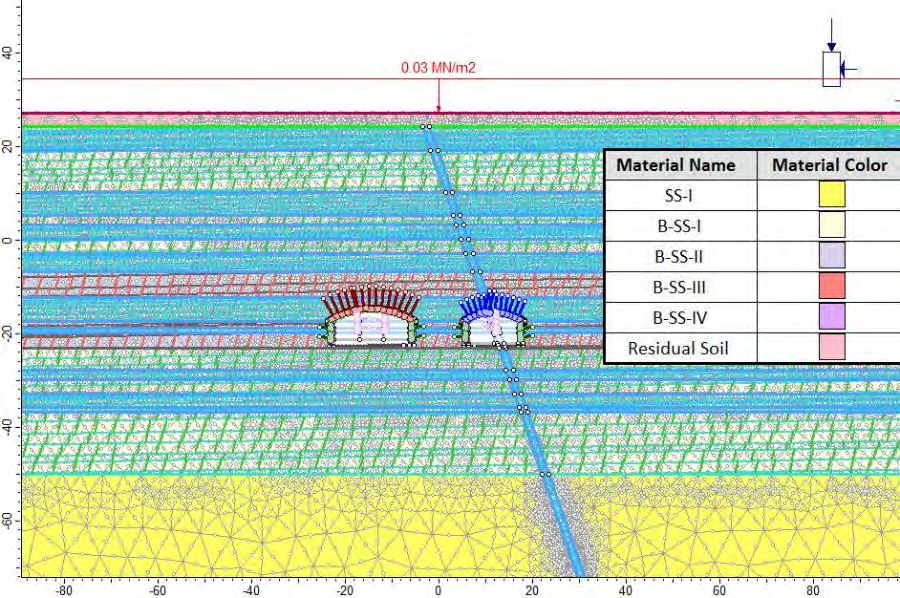 40
20
0
-20
-40
-60
0.03 MN/m2
Material Name Material Color
SS-I
B-SS-I
B-SS-II
B-SS-III
B-SS-IV
Residual Soil
-80 -60 -40 -20 0 20 40 60 80